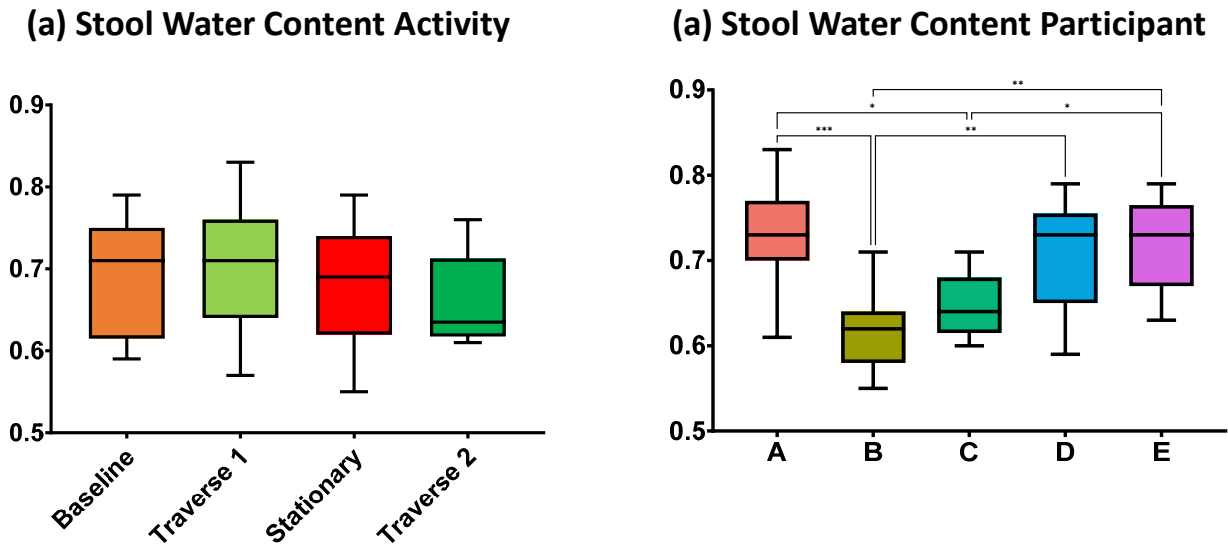 (a) Stool Water Content Activity
0.9
0.8
0.7
0.6
0.5
Baseline
Traverse 1
Stationary
Traverse 2
(a) Stool Water Content Participant
0.9
0.8
0.7
0.6
0.5
**
*
*
***
**
A
B
C
D
E